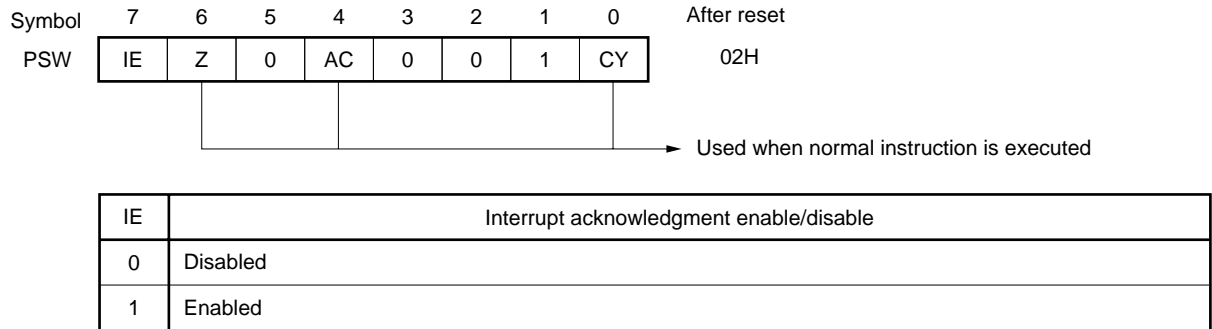 Symbol 7 6 5 4 3 2 1 0 After reset
PSW IE Z 0 AC 0 0 1 CY 02H
Used when normal instruction is executed
IE Interrupt acknowledgment enable/disable
0 Disabled
1 Enabled